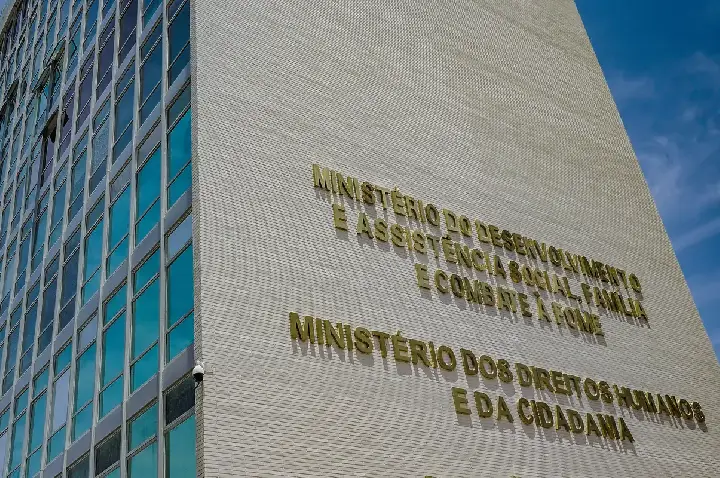 MINISTÉRIO DO DESENVOLVIMENTO
E ASSISTÊNCIA SOCIAL, FAMÍLIA
E COMBATE À FOME
MINISTÉRIO DOS DIREITOS HUMANOS
E DA CIDADANIA